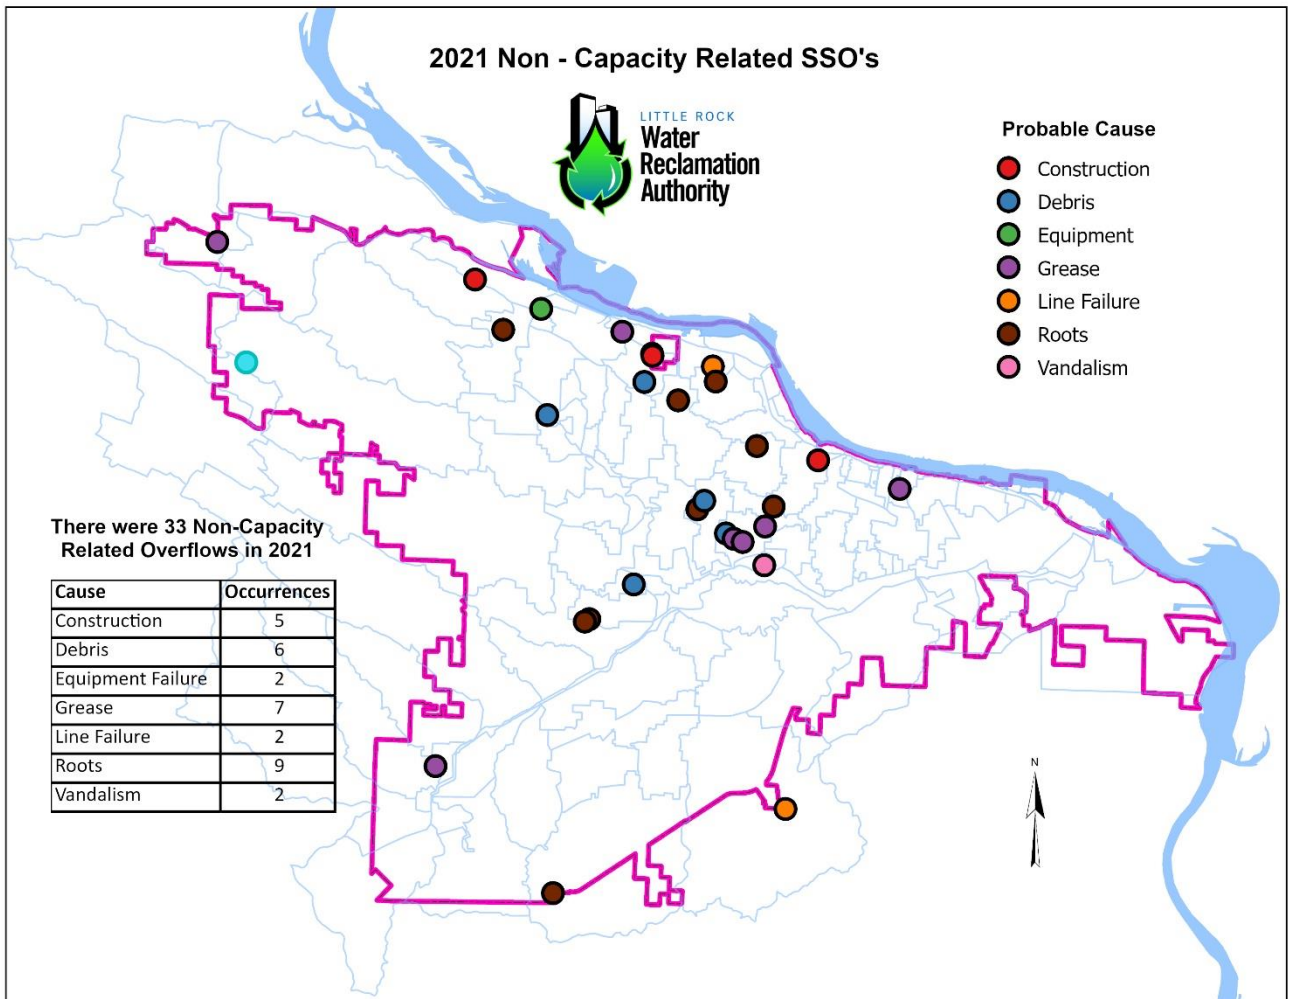 2021 Non - Capacity Related SSO's
LITTLE ROCK
Water
Reclamation
Authority
Probable Cause
Construction
Debris
Equipment
Grease
Line Failure
Roots
Vandalism
There were 33 Non-Capacity
Related Overflows in 2021
Cause Occurrences
Construction 5
Debris 6
Equipment Failure 2
Grease 7
Line Failure 2
Roots 9
Vandalism 2
N